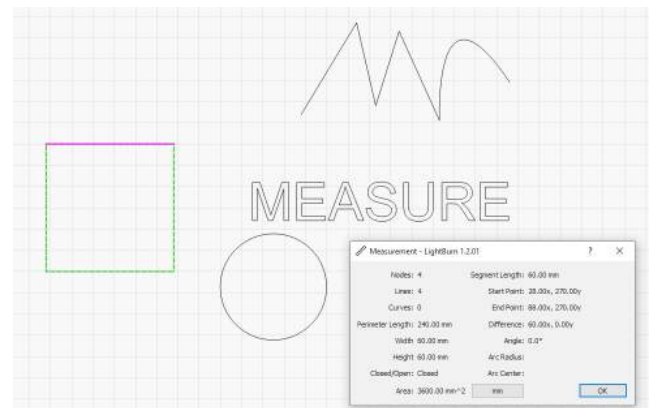 MEASURE
Measurement - LightBurn 1.2.01 ? ×
Nodes: 4 Segment Length: 60.00 mm
Lines: 4 Start Point: 28.00x, 270.00y
Curves: 0 End Point: 88.00x, 270.00y
Perimeter Length: 240.00 mm Difference: 60.00x, 0.00y
Width 60.00 mm Angle: 0.0°
Height 60.00 mm Arc Radius:
Closed/Open: Closed Arc Center:
Area: 3600.00 mm^2 mm OK